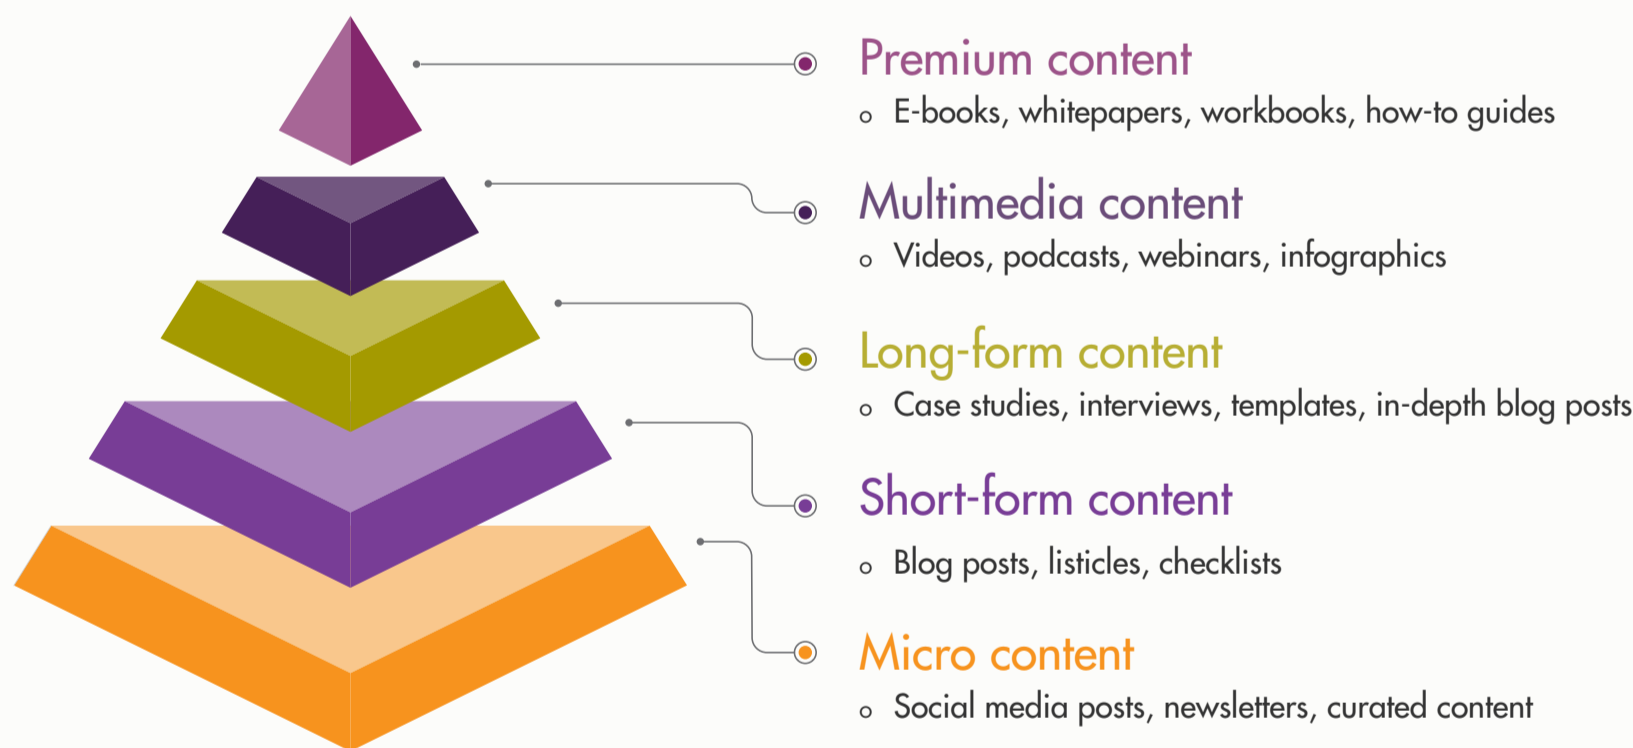 Premium content
E-books, whitepapers, workbooks, how-to guides
Multimedia content
Videos, podcasts, webinars, infographics
Long-form content
Case studies, interviews, templates, in-depth blog posts
Short-form content
Blog posts, listicles, checklists
Micro content
Social media posts, newsletters, curated content